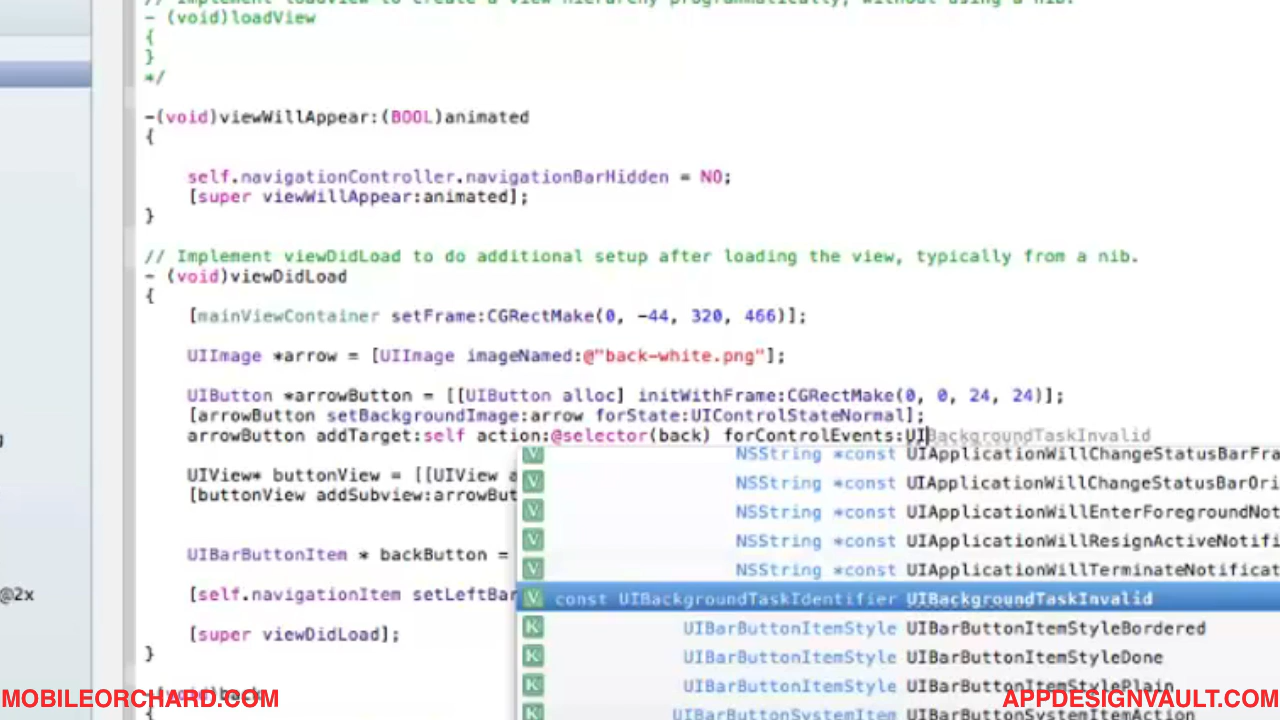 // Implement loadView to create a view hierarchy programmatically, without using a nib.
- (void)loadView
{
}
*/
-(void)viewWillAppear:(BOOL)animated
{
self.navigationController.navigationBarHidden = NO;
[super viewWillAppear:animated];
}
// Implement viewDidLoad to do additional setup after loading the view, typically from a nib.
- (void)viewDidLoad
{
[mainViewContainer setFrame:CGRectMake(0, -44, 320, 466)];
UIImage *arrow = [UIImage imageNamed:@"back-white.png"];
UIButton *arrowButton = [[UIButton alloc] initWithFrame:CGRectMake(0, 0, 24, 24)];
[arrowButton setBackgroundImage:arrow forState:UIControlStateNormal];
arrowButton addTarget:self action:@selector(back) forControlEvents:UIBackgroundTaskInvalid
V NSString *const UIApplicationWillChangeStatusBarFra
UIView* buttonView = [[UIView a
V NSString *const UIApplicationWillChangeStatusBarOri
[buttonView addSubview:arrowBut
V NSString *const UIApplicationWillEnterForegroundNot
V NSString *const UIApplicationWillResignActiveNotifi
UIBarButtonItem * backButton =
V NSString *const UIApplicationWillTerminateNotificat
@2x
[self.navigationItem setLeftBar
V const UIBackgroundTaskIdentifier UIBackgroundTaskInvalid
K UIBarButtonItemStyle UIBarButtonItemStyleBordered
[super viewDidLoad];
K UIBarButtonItemStyle UIBarButtonItemStyleDone
}
K UIBarButtonItemStyle UIBarButtonItemStylePlain
(void)back
MOBILEORCHARD.COM
APPDESIGNVAULT.COM
{
K UIBarButtonSystemItem UIBarButtonSystemItemAction